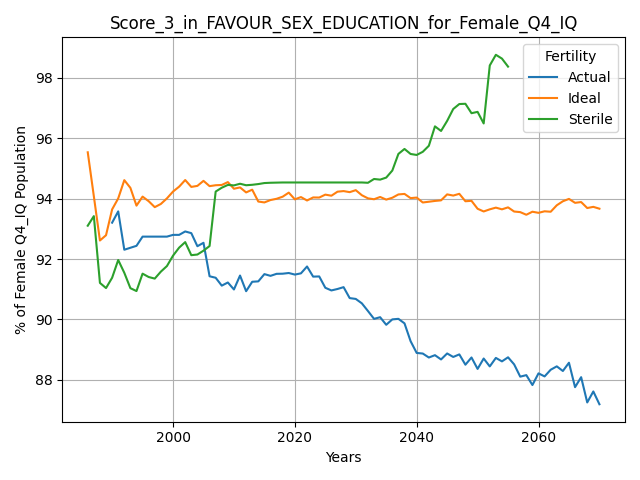 Score_3_in_FAVOUR_SEX_EDUCATION_for_Female_Q4_IQ
% of Female Q4_IQ Population
98
96
94
92
90
88
2000
2020
2040
2060
Years
Fertility
Actual
Ideal
Sterile